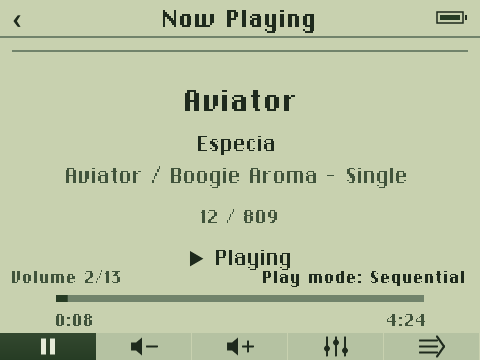 ‹ Now Playing
Aviator
Especia
Aviator / Boogie Aroma - Single
12 / 809
▶ Playing
Volume 2/13 Play mode: Sequential
0:08 4:24